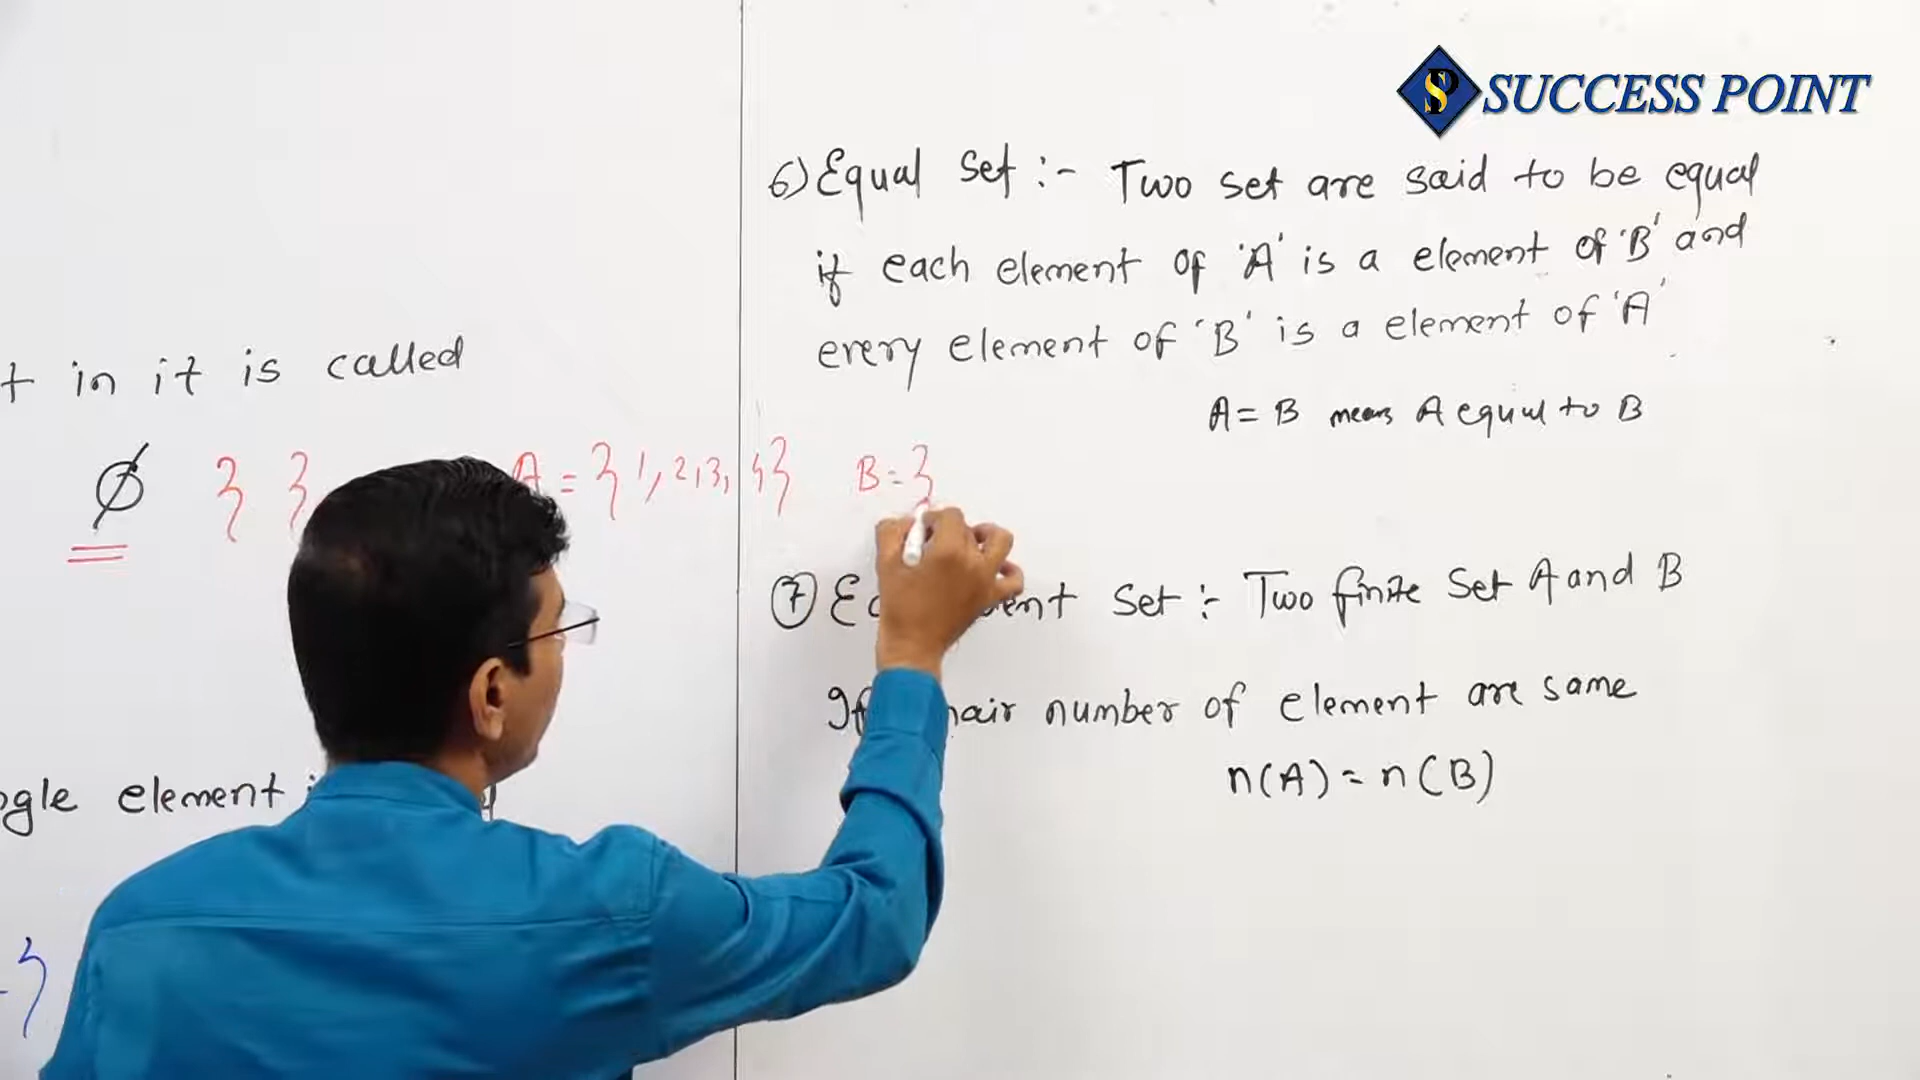 SUCCESS POINT
6) Equal Set :- Two set are said to be equal
if each element of 'A' is a element of 'B' and
every element of 'B' is a element of 'A'
A = B means A equal to B
t in it is called
∅ } } A = } 1, 2, 3, 4 } B = }
7 Set :- Two finite Set A and B
If number of element are same
n(A) = n(B)
element